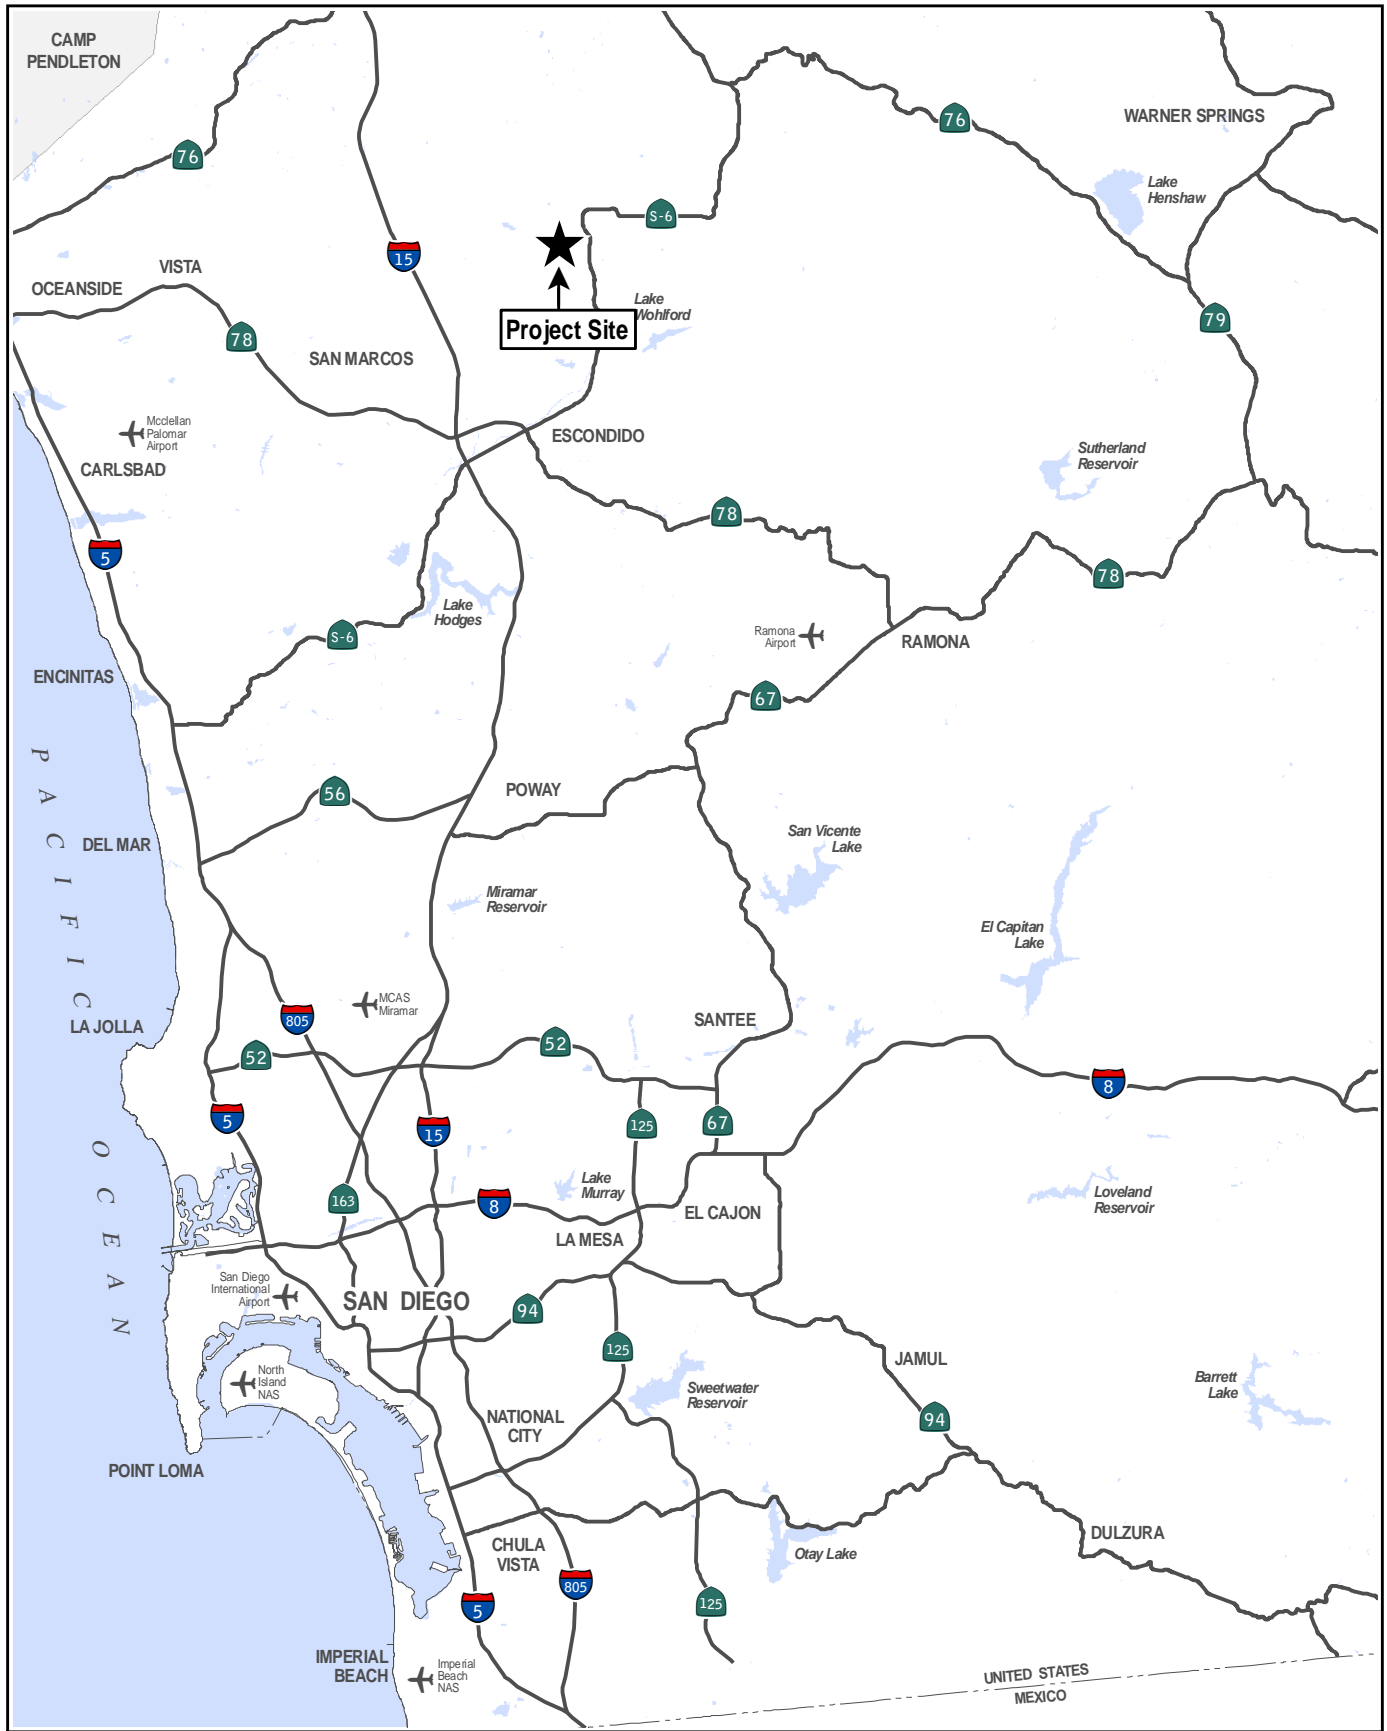 CAMP
PENDLETON
WARNER SPRINGS
76
76
Lake
Henshaw
S-6
15
VISTA
OCEANSIDE
Lake
Wohlford
Project Site
79
78
SAN MARCOS
Mcclellan
Palomar
Airport
ESCONDIDO
CARLSBAD
Sutherland
Reservoir
78
5
78
Lake
Hodges
S-6
Ramona
Airport
RAMONA
ENCINITAS
67
PACIFIC OCEAN
56
POWAY
DEL MAR
San Vicente
Lake
Miramar
Reservoir
El Capitan
Lake
MCAS
Miramar
805
SANTEE
LA JOLLA
52
52
8
5
15
125
67
Lake
Murray
163
8
Loveland
Reservoir
EL CAJON
LA MESA
San Diego
International
Airport
SAN DIEGO
94
125
JAMUL
North
Island
NAS
Sweetwater
Reservoir
Barrett
Lake
94
NATIONAL
CITY
POINT LOMA
CHULA
VISTA
Otay Lake
DULZURA
805
5
125
IMPERIAL
BEACH
Imperial
Beach
NAS
UNITED STATES
MEXICO